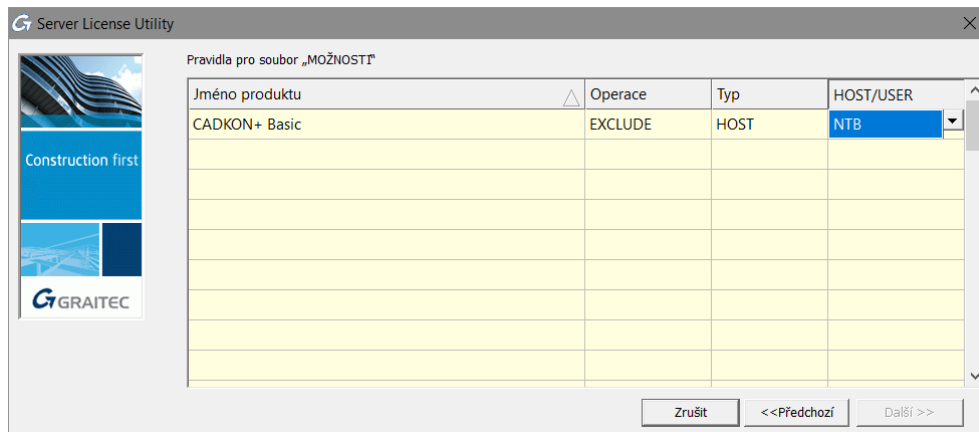 Server License Utility
Pravidla pro soubor „MOŽNOSTI"
Jméno produktu Operace Typ HOST/USER
CADKON+ Basic EXCLUDE HOST NTB
Construction first
GRAITEC
Zrušit <<Předchozí Další >>